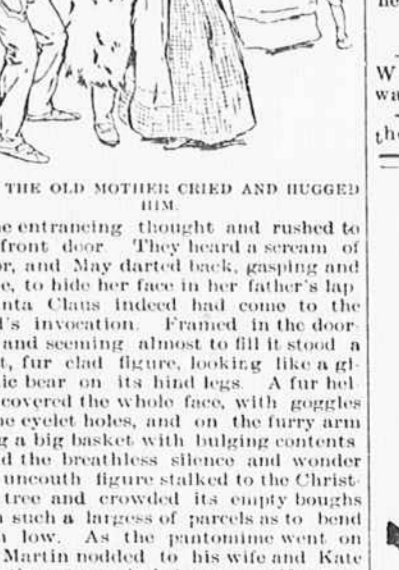 THE OLD MOTHER CRIED AND HUGGED
HIM.
e entrancing thought and rushed to
front door. They heard a scream of
r, and May darted back, gasping and
e, to hide her face in her father's lap
nta Claus indeed had come to the
l's invocation. Framed in the door-
and seeming almost to fill it stood a
t, fur clad figure, looking like a gi-
ic bear on its hind legs. A fur hel-
covered the whole face, with goggles
e eyelet holes, and on the furry arm
g a big basket with bulging contents
d the breathless silence and wonder
uncouth figure stalked to the Christ-
tree and crowded its empty boughs
such a largess of parcels as to bend
low. As the pantomime went on
Martin nodded to his wife and Kate
W
wa
the